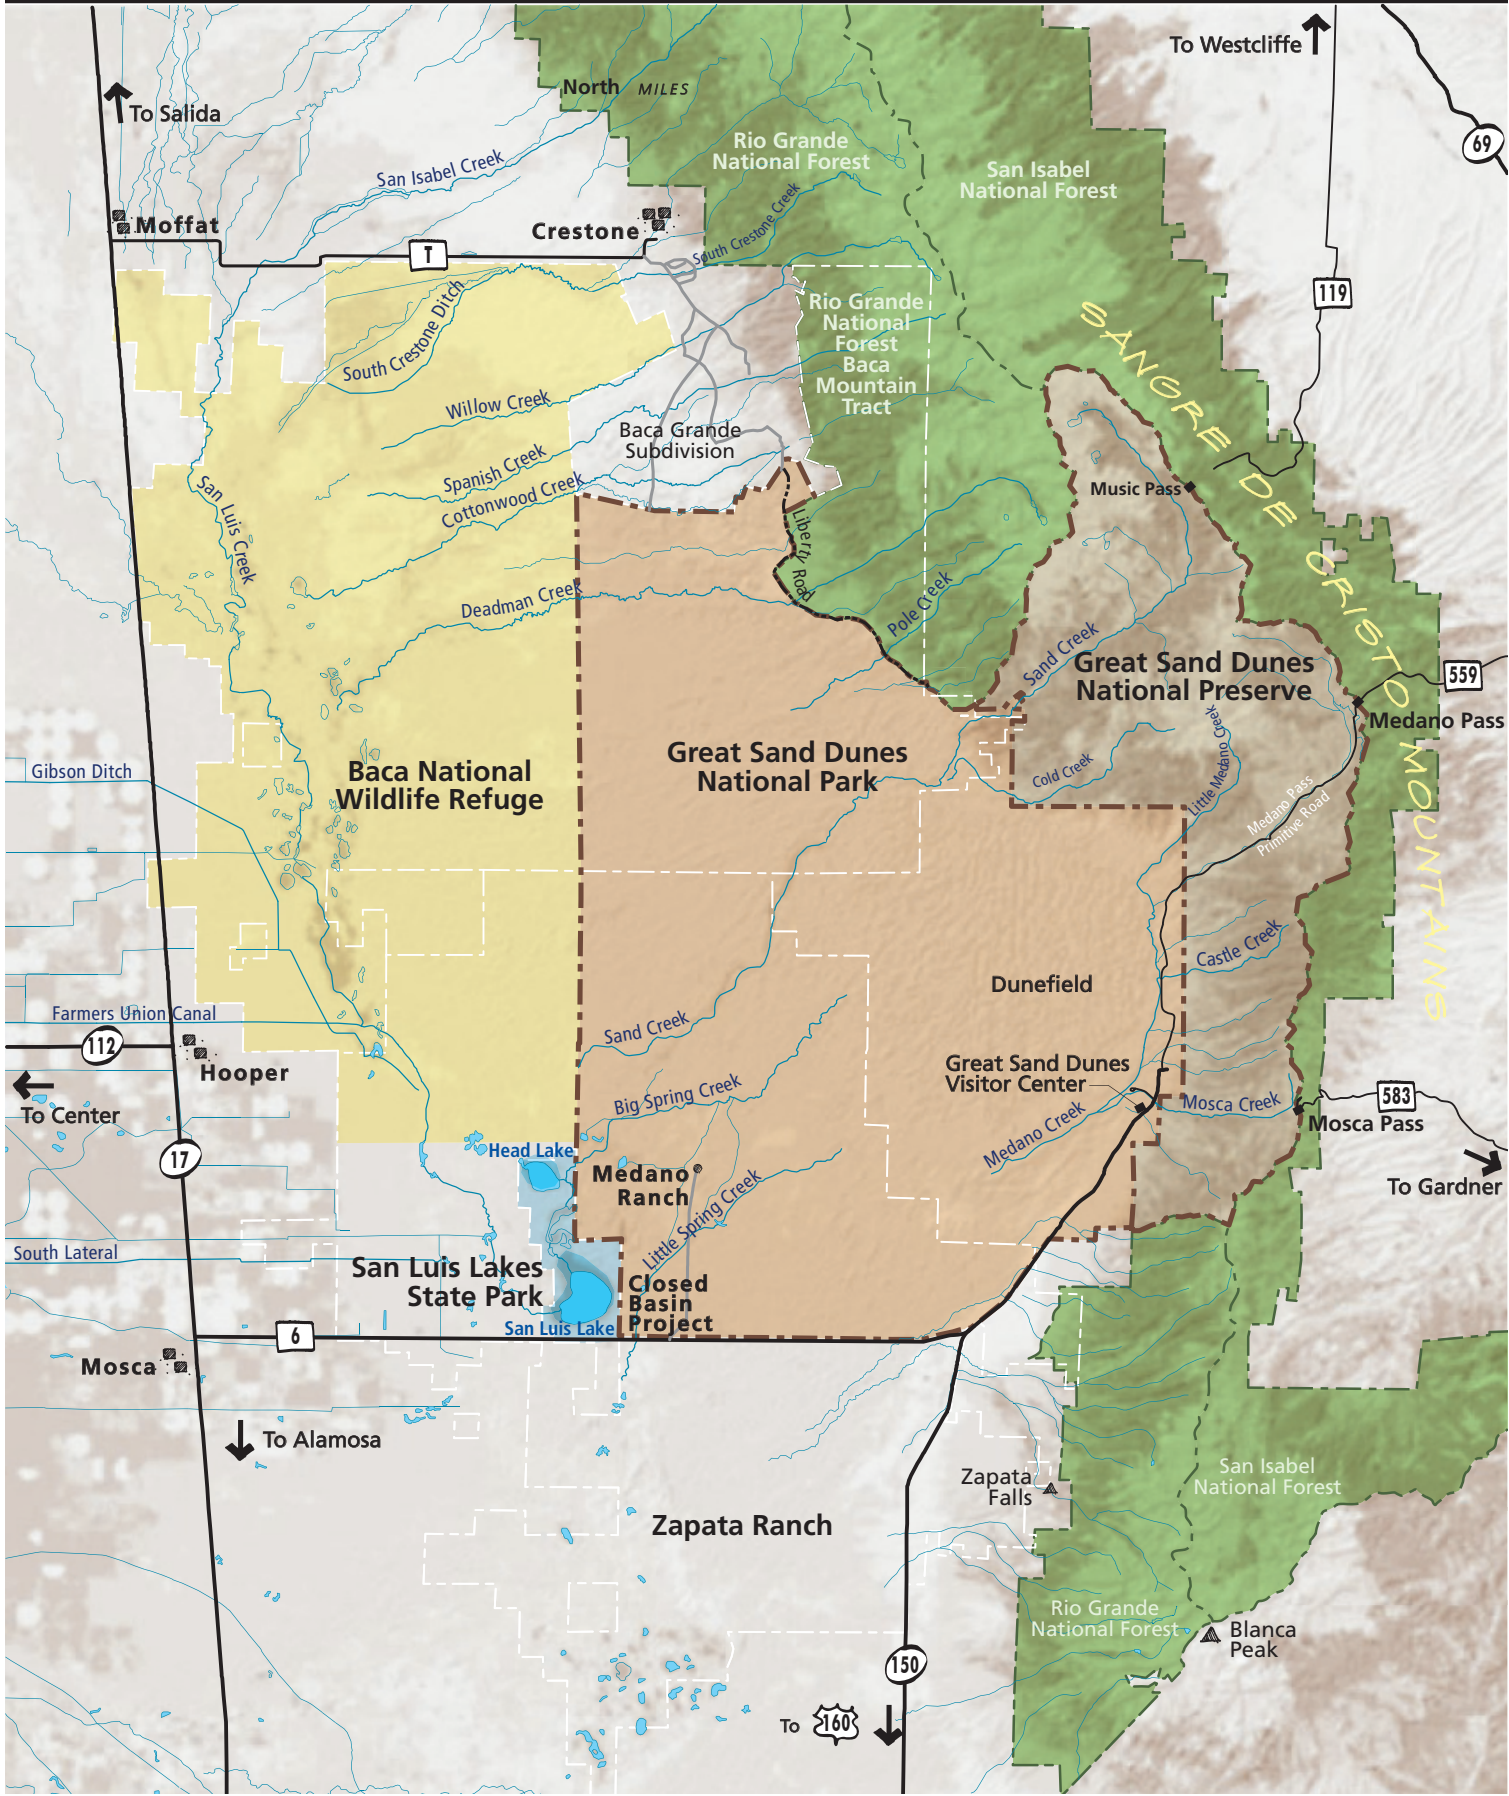 To Westcliffe
69
North MILES
To Salida
Rio Grande
National Forest
San Isabel
National Forest
San Isabel Creek
Moffat
Crestone
South Crestone Creek
T
119
South Crestone Ditch
Rio Grande
National
Forest
Baca
Mountain
Tract
SANGRE DE CRISTO MOUNTAINS
Willow Creek
Baca Grande
Subdivision
Spanish Creek
Cottonwood Creek
San Luis Creek
Music Pass
Liberty Road
Deadman Creek
Pole Creek
Sand Creek
Great Sand Dunes
National Preserve
559
Medano Pass
Great Sand Dunes
National Park
Baca National
Wildlife Refuge
Gibson Ditch
Cold Creek
Little Medano Creek
Medano Pass
Primitive Road
Castle Creek
Dunefield
Farmers Union Canal
112
Sand Creek
Hooper
Great Sand Dunes
Visitor Center
To Center
Big Spring Creek
Medano Creek
Mosca Creek
583
Mosca Pass
17
Head Lake
Medano
Ranch
To Gardner
Little Spring Creek
South Lateral
San Luis Lakes
State Park
Closed
Basin
Project
San Luis Lake
6
Mosca
To Alamosa
Zapata
Falls
San Isabel
National Forest
Zapata Ranch
Rio Grande
National Forest
Blanca
Peak
150
To 160